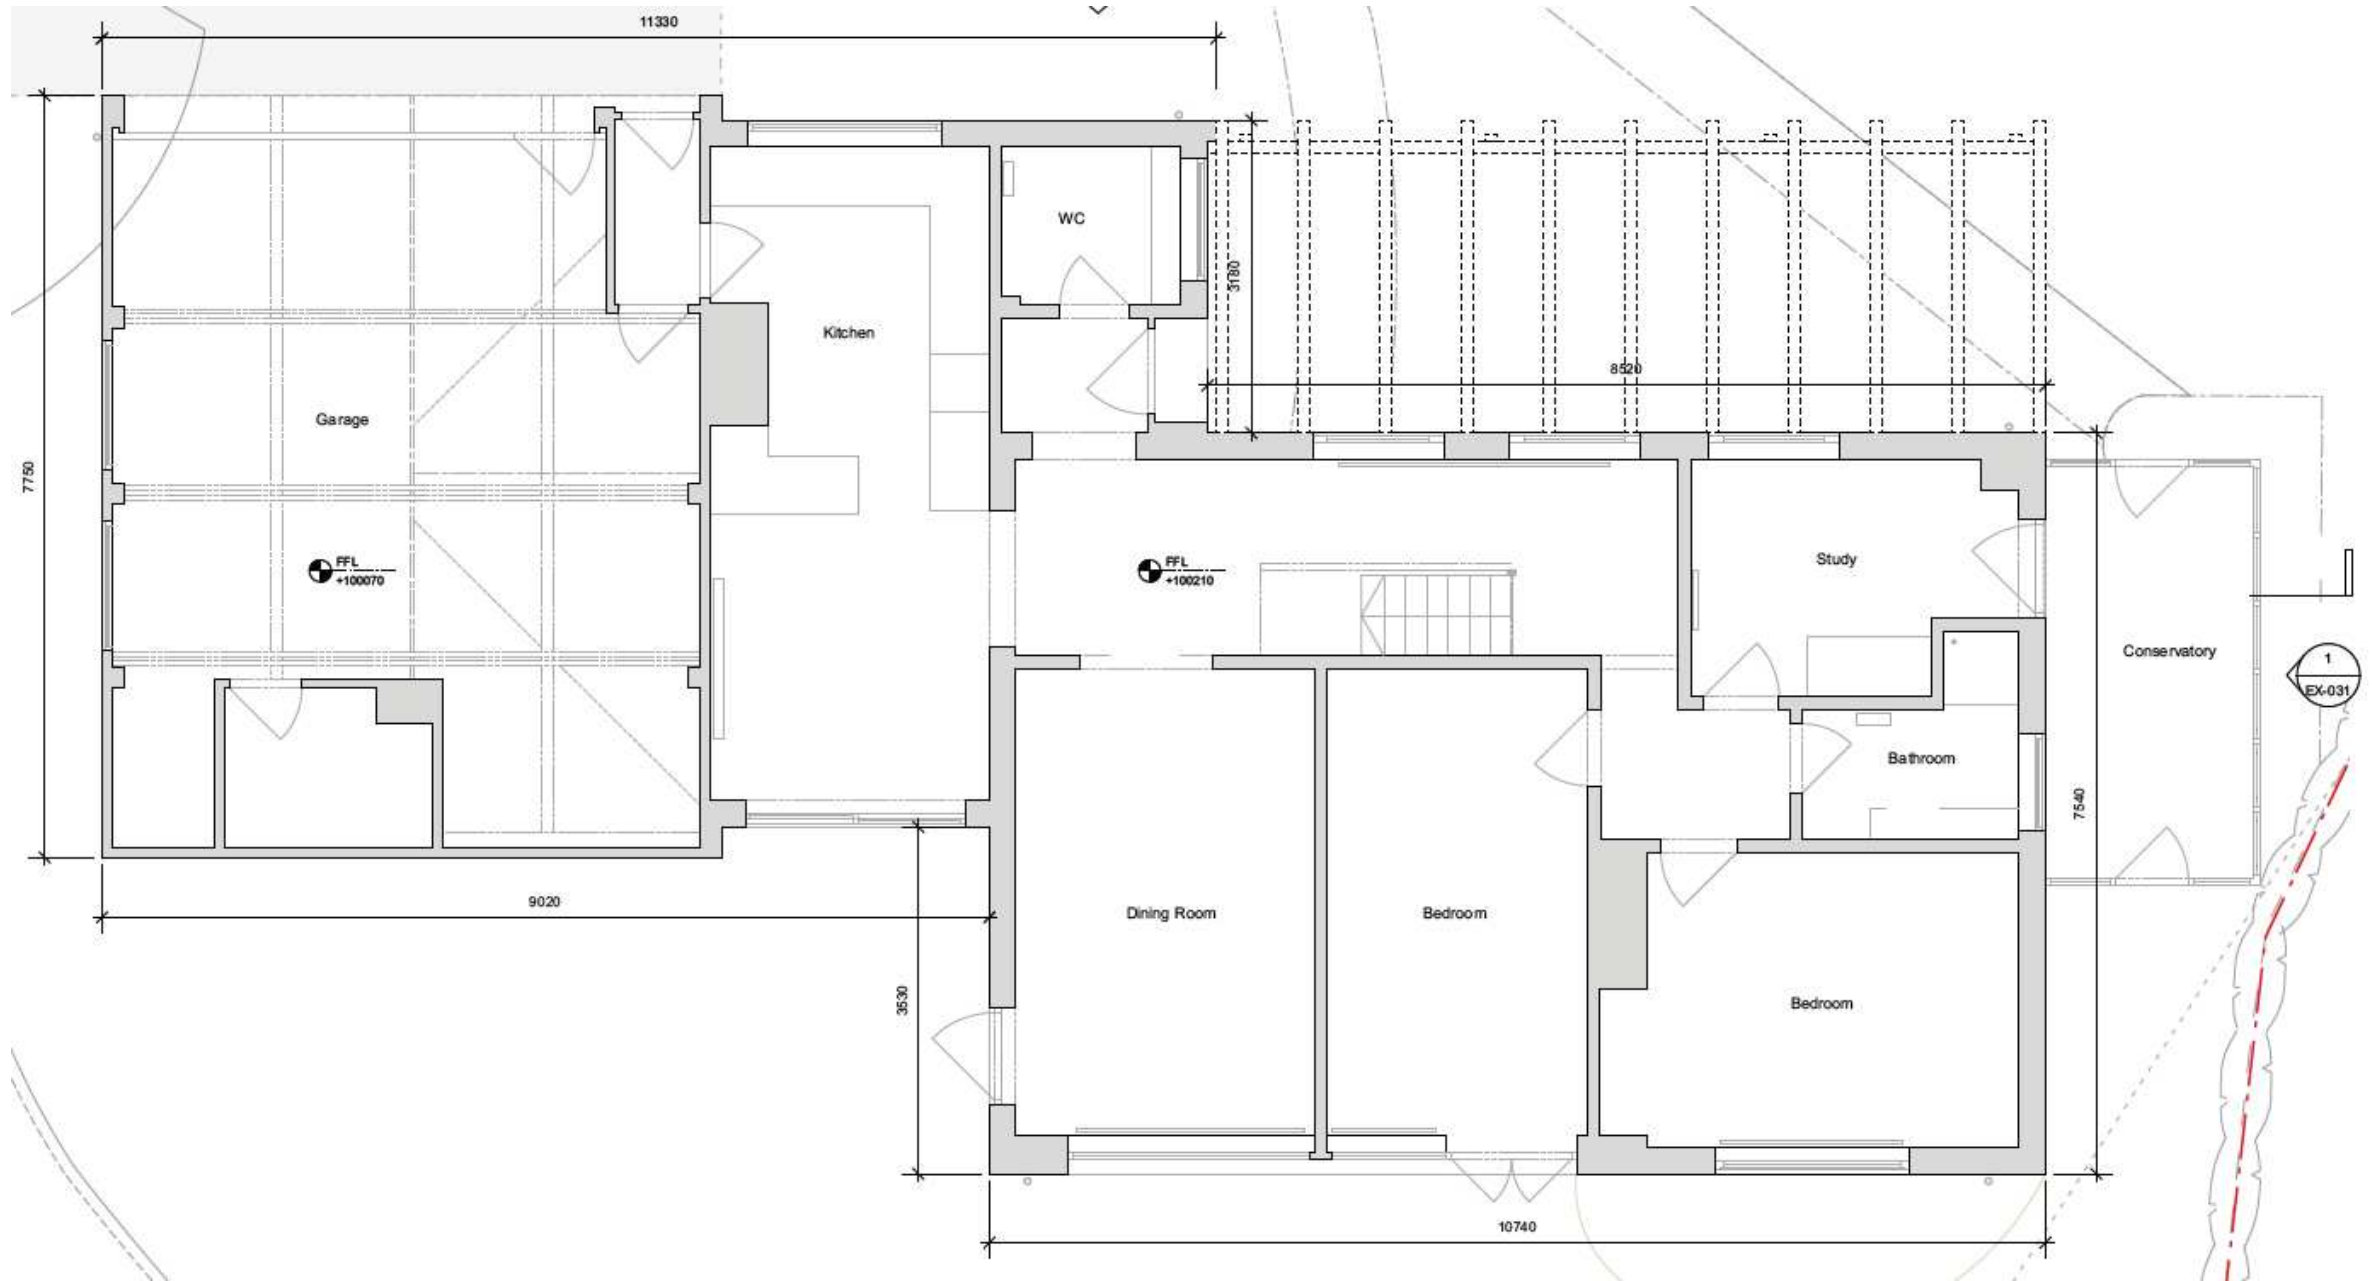 11330
WC
3180
Kitchen
8520
Garage
7750
FFL
+100070
FFL
+100210
Study
Conservatory
1
EX-031
Bathroom
7540
9020
Dining Room
Bedroom
3530
Bedroom
10740